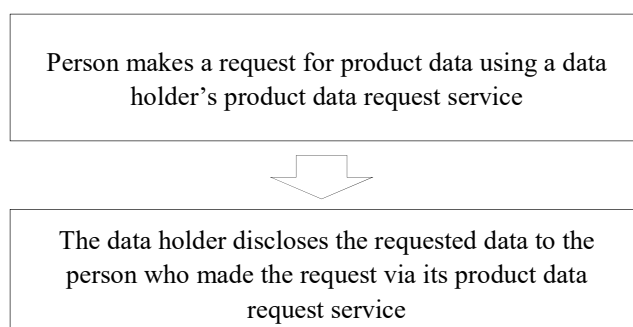 Person makes a request for product data using a data
holder’s product data request service
The data holder discloses the requested data to the
person who made the request via its product data
request service